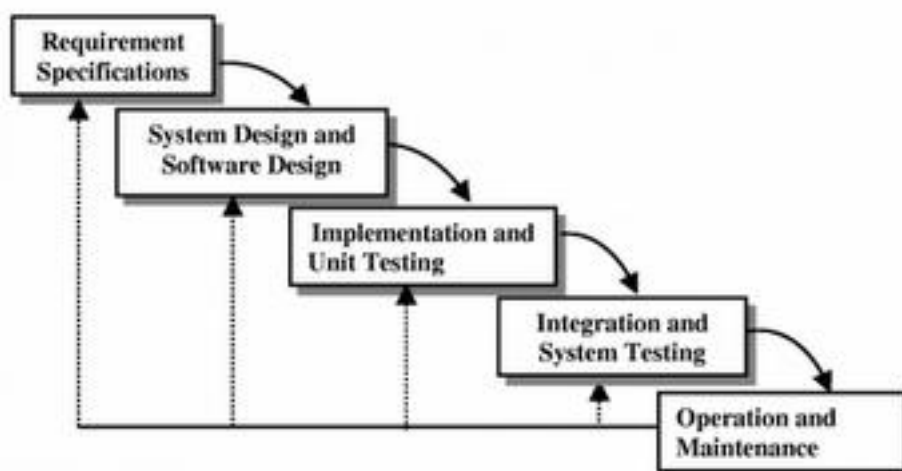 Requirement
Specifications
System Design and
Software Design
Implementation and
Unit Testing
Integration and
System Testing
Operation and
Maintenance